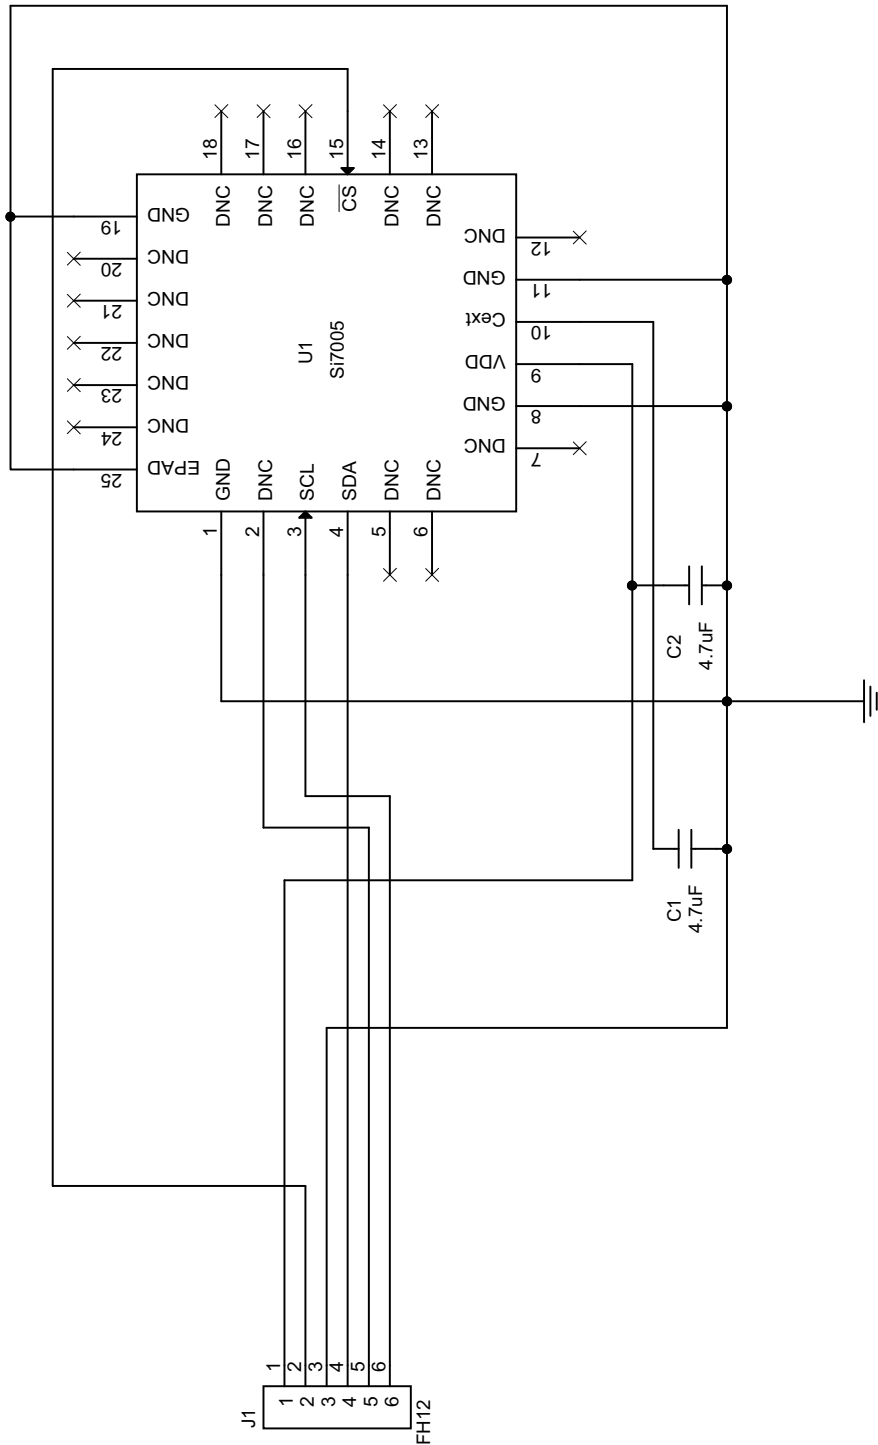 18
17
16
15
14
13
DNC
DNC
DNC
CS
DNC
DNC
19 GND
20 DNC
21 DNC
22 DNC
23 DNC
24 DNC
25 EPAD
U1
Si7005
DNC 12
GND 11
Cext 10
VDD 9
GND 8
DNC 7
GND
DNC
SCL
SDA
DNC
DNC
1
2
3
4
5
6
C2
4.7uF
C1
4.7uF
1
2
3
4
5
6
J1
1
2
3
4
5
6
FH12